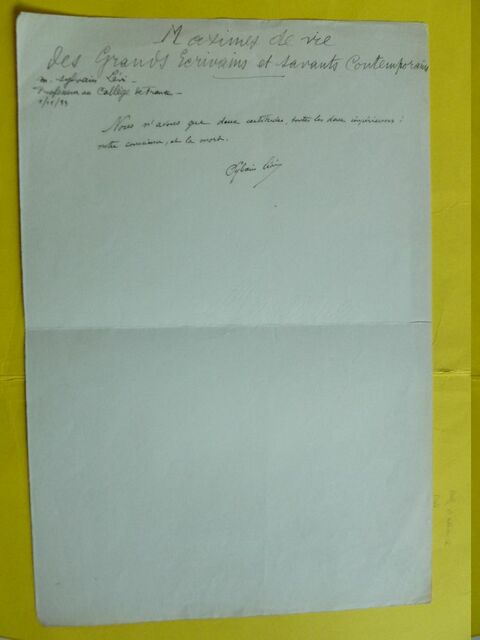 Maximes de vie
des Grands Ecrivains et savants Contemporains
M. Sylvain Lévi -
Professeur au Collège de France -
Nous n'avons que deux certitudes, toutes les deux impérieuses :
notre conscience, et la mort.
Sylvain Lévi